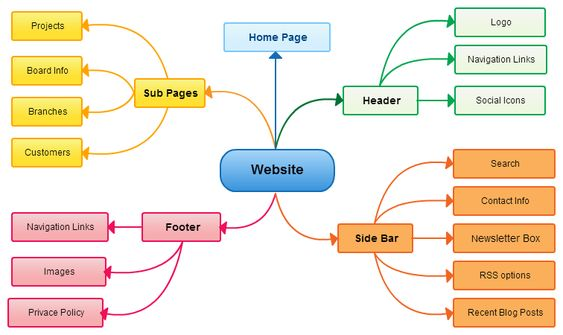 Projects
Board Info
Branches
Customers
Sub Pages
Home Page
Header
Logo
Navigation Links
Social Icons
Website
Footer
Navigation Links
Images
Privace Policy
Side Bar
Search
Contact Info
Newsletter Box
RSS options
Recent Blog Posts